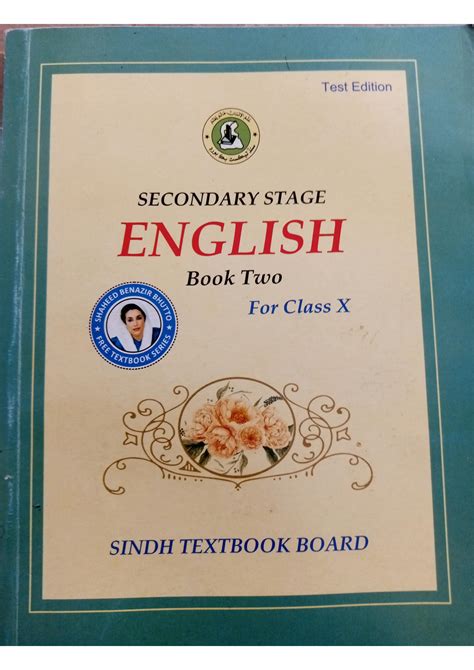 Test Edition
SECONDARY STAGE
ENGLISH
Book Two
For Class X
SHAHEED BENAZIR BHUTTO
FREE TEXTBOOK SERIES
SINDH TEXTBOOK BOARD